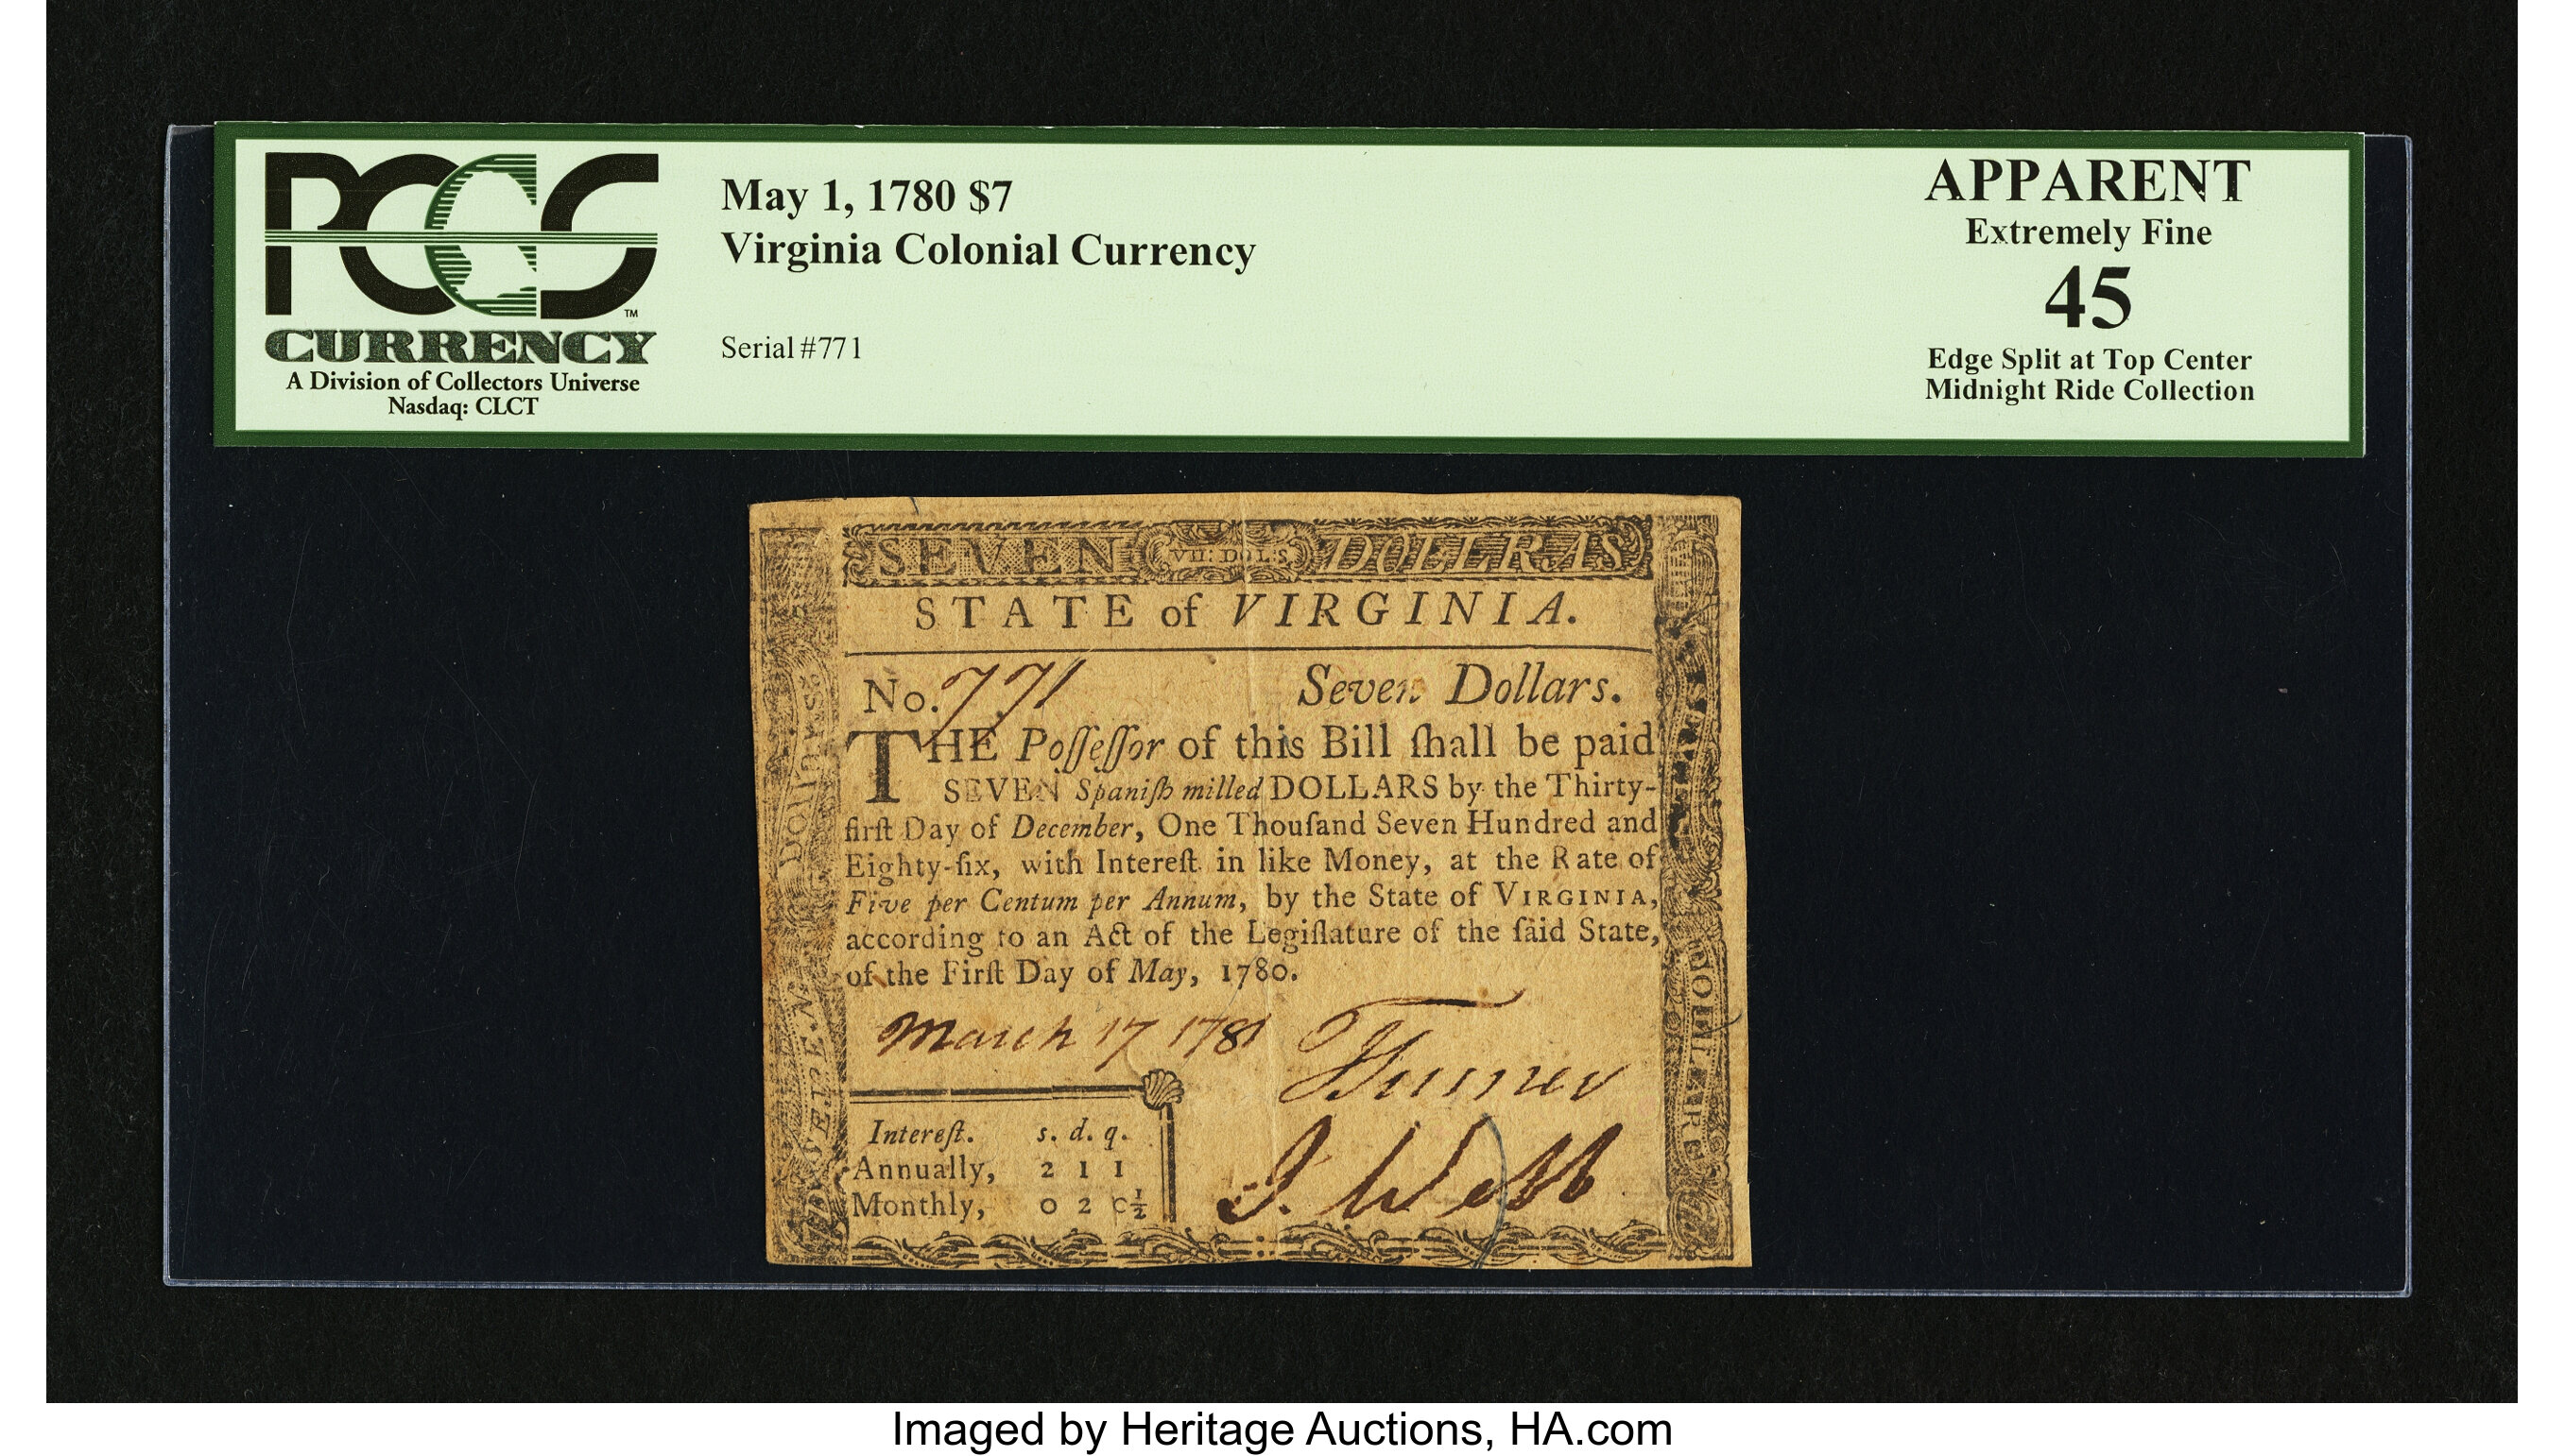 PCGS
TM
CURRENCY
A Division of Collectors Universe
Nasdaq: CLCT
May 1, 1780 $7
Virginia Colonial Currency
Serial #771
APPARENT
Extremely Fine
45
Edge Split at Top Center
Midnight Ride Collection
SEVEN VII: DOL:S DOLLRAS
STATE of VIRGINIA.
No. 771 Seven Dollars.
THE Poſſeſſor of this Bill ſhall be paid
SEVEN Spaniſh milled DOLLARS by the Thirty-
firſt Day of December, One Thouſand Seven Hundred and
Eighty-ſix, with Intereſt in like Money, at the Rate of
Five per Centum per Annum, by the State of VIRGINIA,
according to an Act of the Legiſlature of the ſaid State,
of the Firſt Day of May, 1780.
March 17 1781
Turner
J. Webb
Intereſt. s. d. q.
Annually, 2 1 1
Monthly, 0 2 0½
DOLLARS
Imaged by Heritage Auctions, HA.com